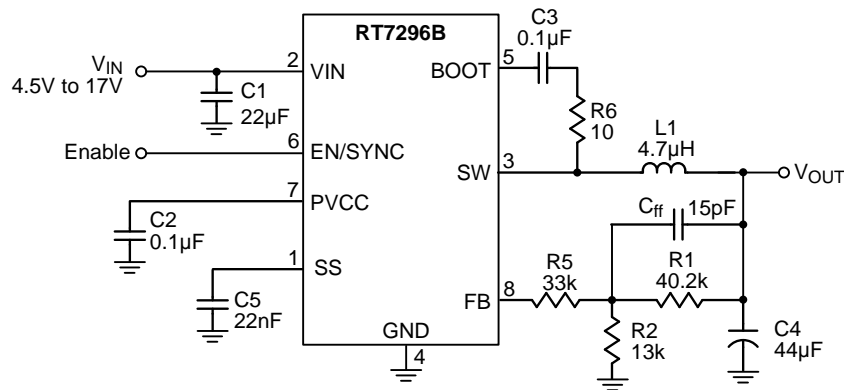 RT7296B
VIN
4.5V to 17V
2
VIN
C1
22µF
Enable
6
EN/SYNC
7
PVCC
C2
0.1µF
1
SS
C5
22nF
GND
4
BOOT
5
C3
0.1µF
R6
10
SW
3
L1
4.7µH
VOUT
Cff
15pF
FB
8
R5
33k
R1
40.2k
R2
13k
C4
44µF